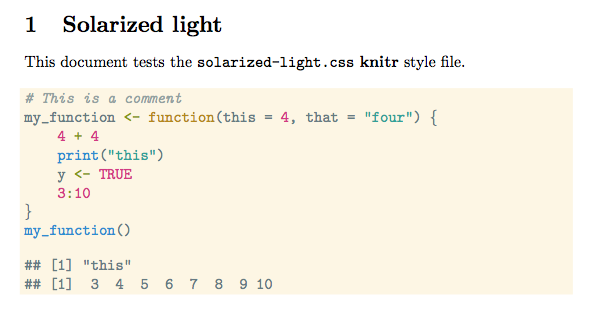 1 Solarized light
This document tests the solarized-light.css knitr style file.
# This is a comment
my_function <- function(this = 4, that = "four") {
    4 + 4
    print("this")
    y <- TRUE
    3:10
}
my_function()
## [1] "this"
## [1]  3  4  5  6  7  8  9 10